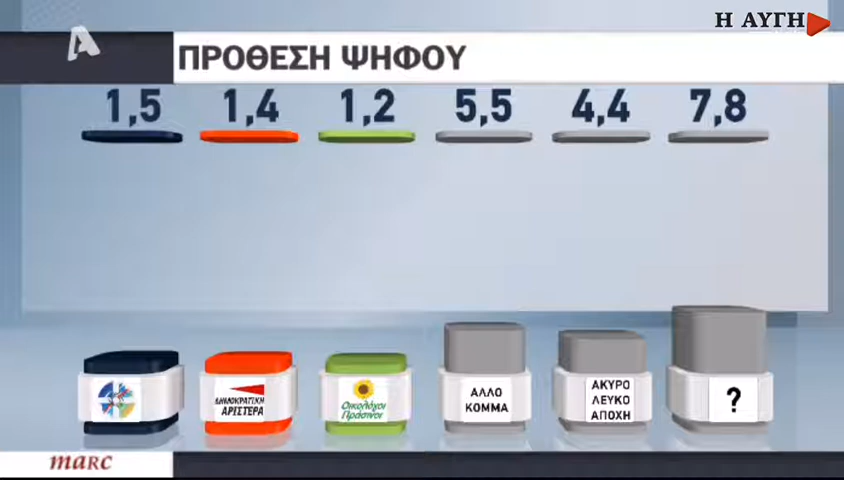 Η ΑΥΓΗ
ΠΡΟΘΕΣΗ ΨΗΦΟΥ
1,5 1,4 1,2 5,5 4,4 7,8
ΔΗΜΟΚΡΑΤΙΚΗ
ΑΡΙΣΤΕΡΑ
Οικολόγοι
Πράσινοι
ΑΛΛΟ
ΚΟΜΜΑ
ΑΚΥΡΟ
ΛΕΥΚΟ
ΑΠΟΧΗ
?
marc